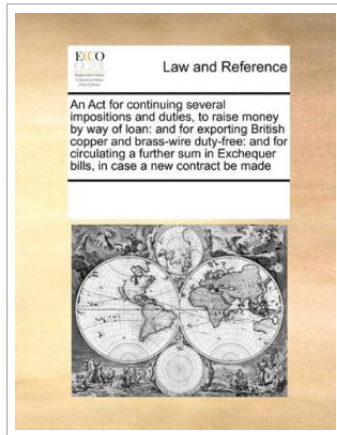 ECCO
Law and Reference
An Act for continuing several
impositions and duties, to raise money
by way of loan: and for exporting British
copper and brass-wire duty-free: and for
circulating a further sum in Exchequer
bills, in case a new contract be made